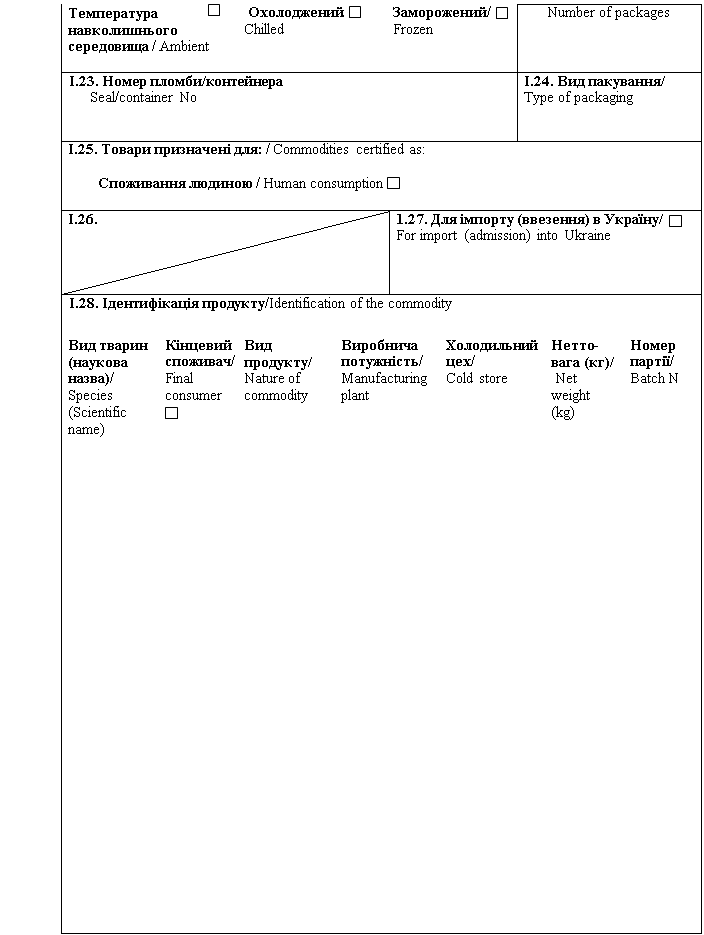 Температура
навколишнього
середовища / Ambient
Охолоджений
Chilled
Заморожений/
Frozen
Number of packages
I.23. Номер пломби/контейнера
Seal/container No
I.24. Вид пакування/
Type of packaging
I.25. Товари призначені для: / Commodities certified as:
Споживання людиною / Human consumption
I.26.
1.27. Для імпорту (ввезення) в Україну/
For import (admission) into Ukraine
I.28. Ідентифікація продукту/Identification of the commodity
Вид тварин
(наукова
назва)/
Species
(Scientific
name)
Кінцевий
споживач/
Final
consumer
Вид
продукту/
Nature of
commodity
Виробнича
потужність/
Manufacturing
plant
Холодильний
цех/
Cold store
Нетто-
вага (кг)/
Net
weight
(kg)
Номер
партії/
Batch N